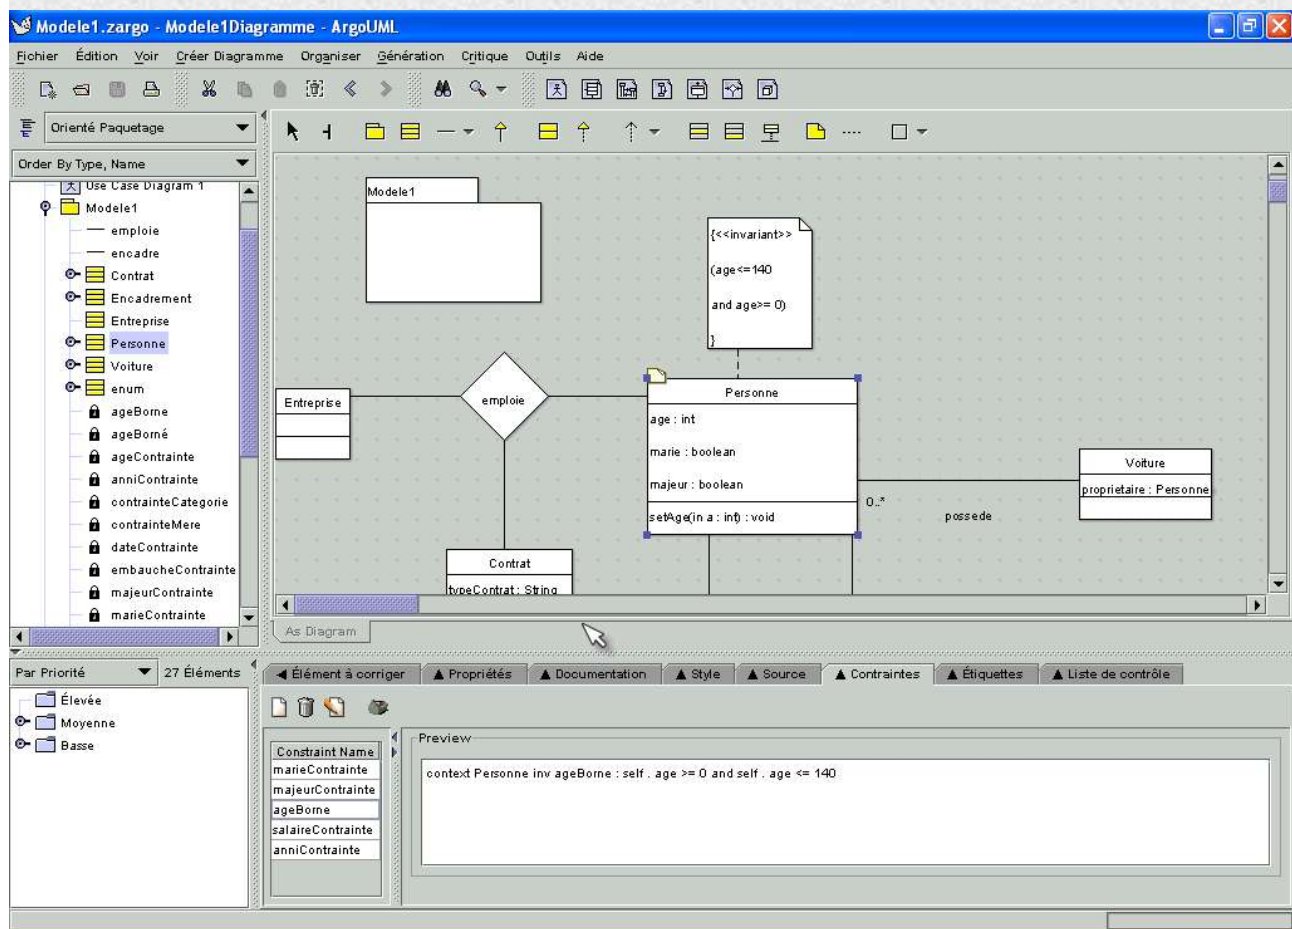 Modele1.zargo - Modele1Diagramme - ArgoUML
Fichier Édition Voir Créer Diagramme Organiser Génération Critique Outils Aide
Orienté Paquetage
Order By Type, Name
Use Case Diagram 1
Modele1
emploie
encadre
Contrat
Encadrement
Entreprise
Personne
Voiture
enum
ageBorne
ageBorné
ageContrainte
anniContrainte
contrainteCategorie
contrainteMere
dateContrainte
embaucheContrainte
majeurContrainte
marieContrainte
Modele1
{<<invariant>>
(age<=140
and age>= 0)
}
Entreprise
emploie
Personne
age : int
marie : boolean
majeur : boolean
setAge(in a : int) : void
0..*
possede
Voiture
proprietaire : Personne
Contrat
typeContrat : String
As Diagram
Par Priorité 27 Éléments
Élevée
Moyenne
Basse
Élément à corriger Propriétés Documentation Style Source Contraintes Étiquettes Liste de contrôle
Constraint Name
marieContrainte
majeurContrainte
ageBorne
salaireContrainte
anniContrainte
Preview
context Personne inv ageBorne : self . age >= 0 and self . age <= 140